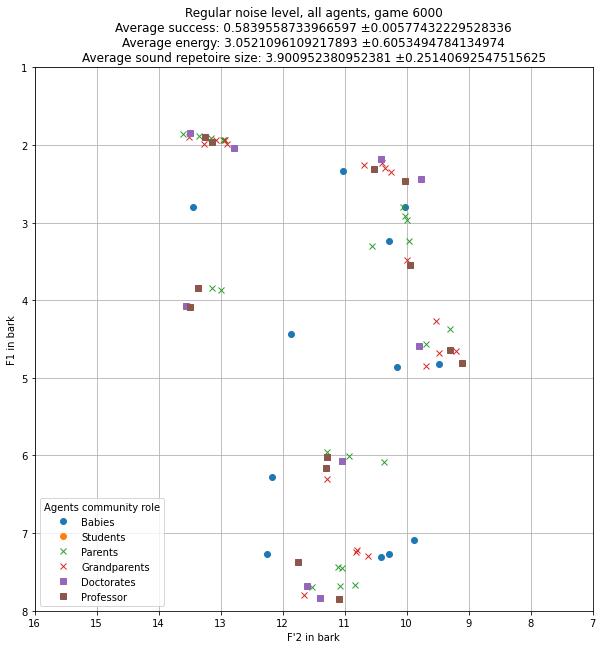 Regular noise level, all agents, game 6000
Average success: 0.5839558733966597 ±0.00577432229528336
Average energy: 3.0521096109217893 ±0.6053494784134974
Average sound repetoire size: 3.900952380952381 ±0.25140692547515625
1
2
3
4
5
6
7
8
F1 in bark
Agents community role
Babies
Students
Parents
Grandparents
Doctorates
Professor
16 15 14 13 12 11 10 9 8 7
F'2 in bark